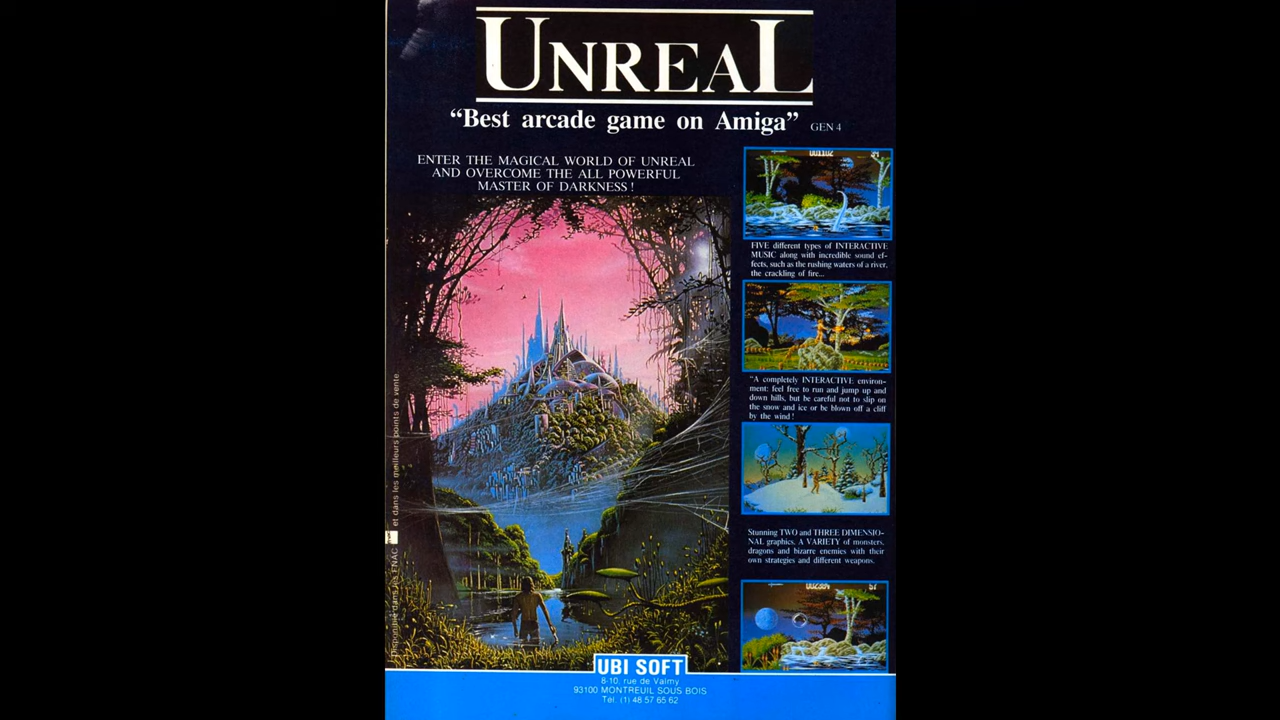 UNREAL
“Best arcade game on Amiga” GEN 4
ENTER THE MAGICAL WORLD OF UNREAL
AND OVERCOME THE ALL POWERFUL
MASTER OF DARKNESS !
FIVE different types of INTERACTIVE
MUSIC along with incredible sound ef-
fects, such as the rushing waters of a river,
the crackling of fire...
“A completely INTERACTIVE environ-
ment: feel free to run and jump up and
down hills, but be careful not to slip on
the snow and ice or be blown off a cliff
by the wind !
Stunning TWO and THREE DIMENSIO-
NAL graphics. A VARIETY of monsters,
dragons and bizarre enemies with their
own strategies and different weapons.
Disponible dans les FNAC et dans les meilleurs points de vente.
UBI SOFT
8-10, rue de Valmy
93100 MONTREUIL SOUS BOIS
Tél. (1) 48 57 65 62